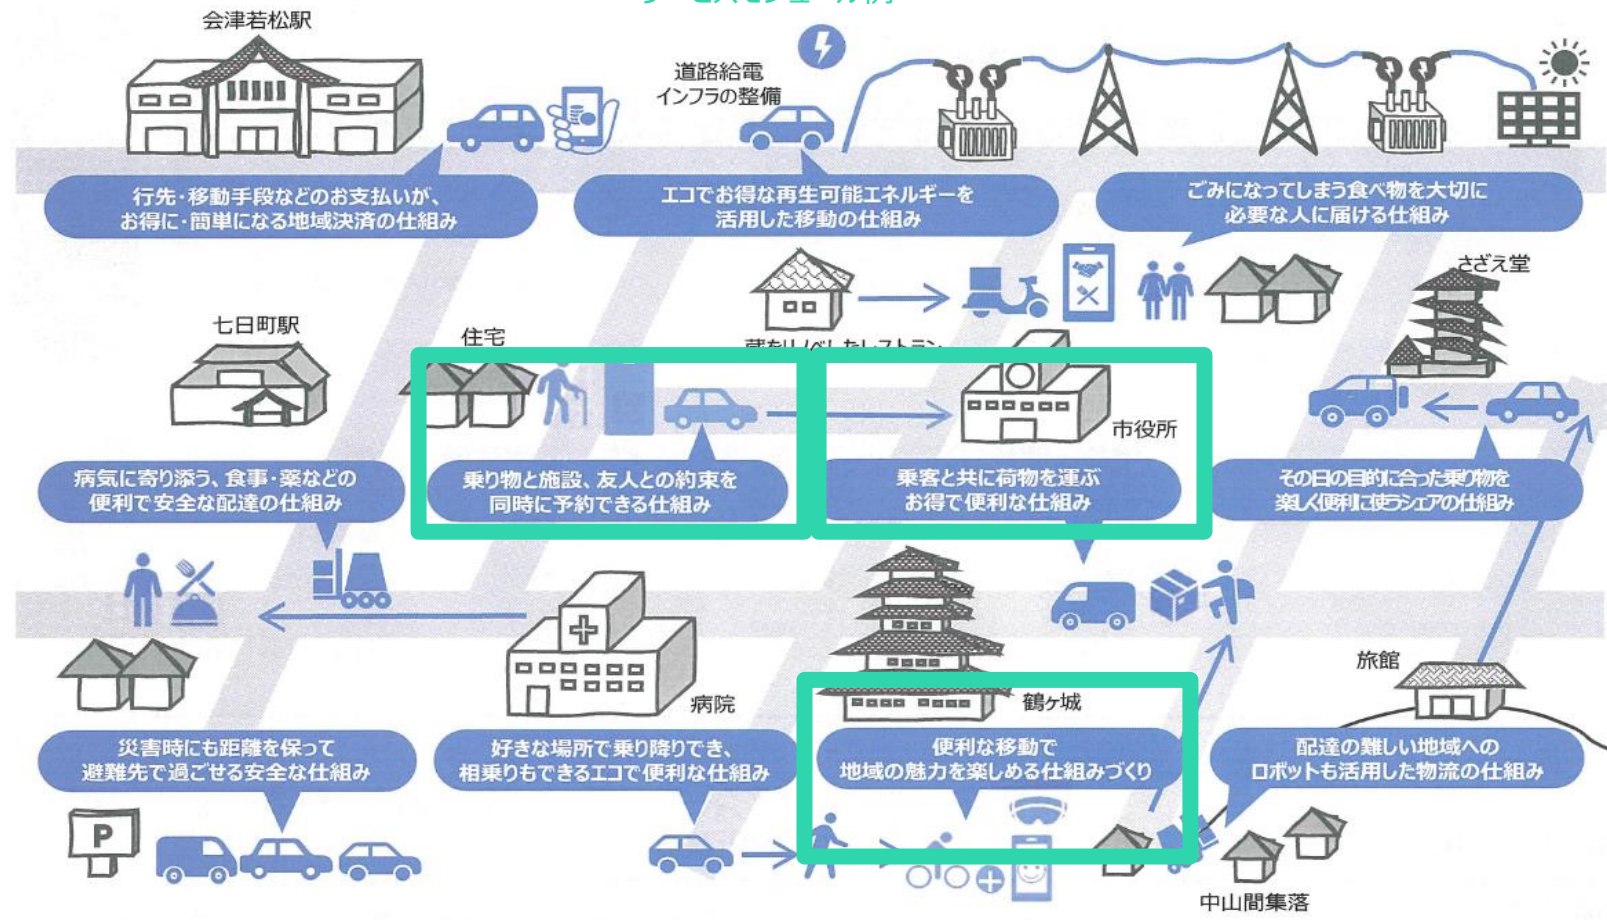 会津若松駅
道路給電
インフラの整備
行先・移動手段などのお支払いが、
お得に・簡単になる地域決済の仕組み
エコでお得な再生可能エネルギーを
活用した移動の仕組み
ごみになってしまう食べ物を大切に
必要な人に届ける仕組み
さざえ堂
七日町駅
住宅
市役所
病気に寄り添う、食事・薬などの
便利で安全な配達の仕組み
乗り物と施設、友人との約束を
同時に予約できる仕組み
乗客と共に荷物を運ぶ
お得で便利な仕組み
その日の目的に合った乗り物を
楽しく便利に使うシェアの仕組み
病院
鶴ヶ城
旅館
災害時にも距離を保って
避難先で過ごせる安全な仕組み
好きな場所で乗り降りでき、
相乗りもできるエコで便利な仕組み
便利な移動で
地域の魅力を楽しめる仕組みづくり
配達の難しい地域への
ロボットも活用した物流の仕組み
P
中山間集落